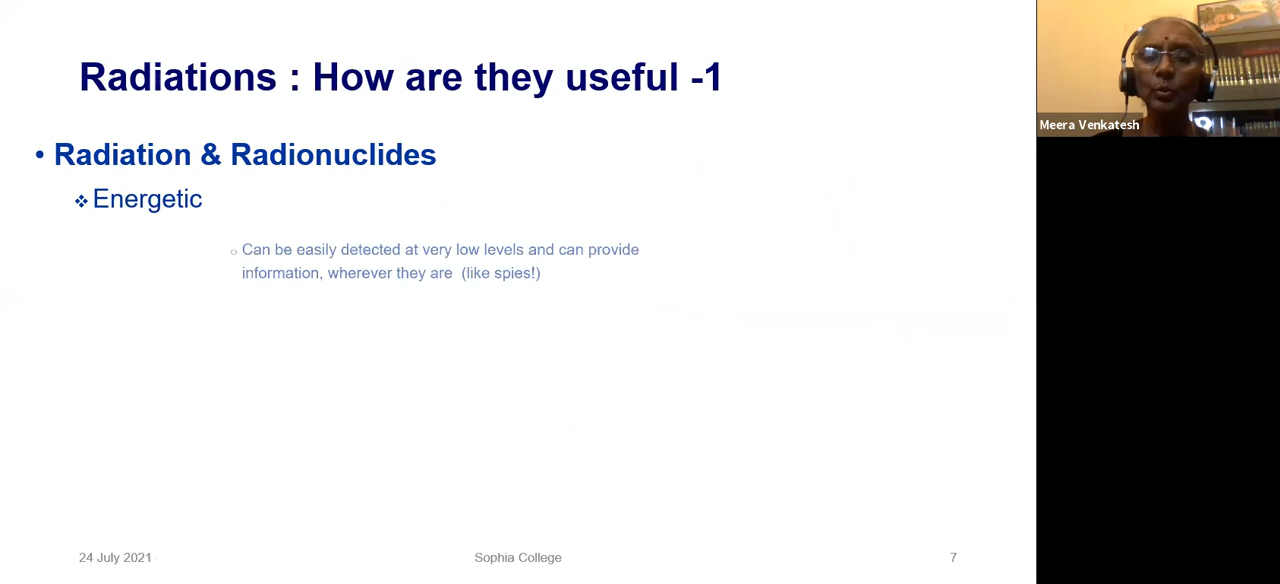 Radiations : How are they useful -1
• Radiation & Radionuclides
❖ Energetic
○ Can be easily detected at very low levels and can provide
information, wherever they are (like spies!)
24 July 2021
Sophia College
7
Meera Venkatesh